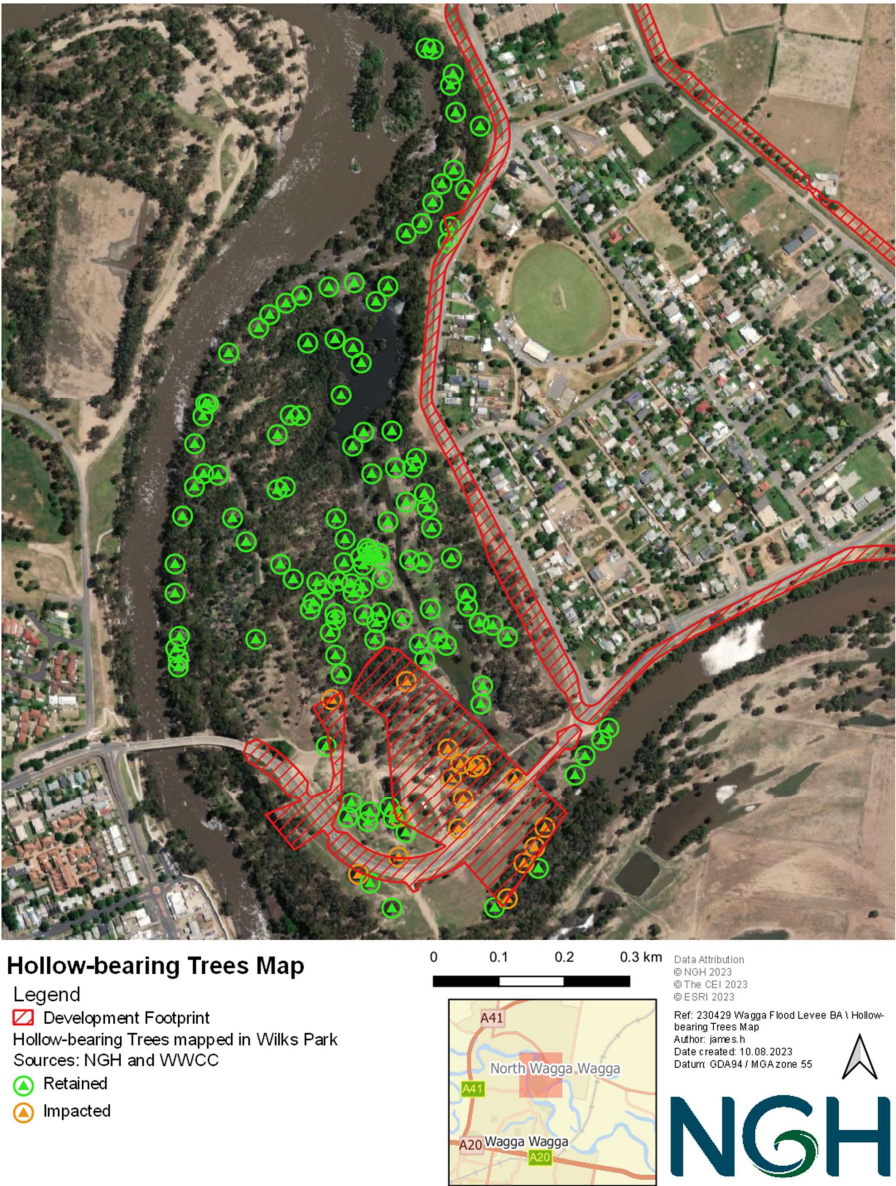 Hollow-bearing Trees Map
Legend
Development Footprint
Hollow-bearing Trees mapped in Wilks Park
Sources: NGH and WWCC
Retained
Impacted
0 0.1 0.2 0.3 km
A41
North Wagga Wagga
A41
A20 Wagga Wagga
A20
Data Attribution
© NGH 2023
© The CEI 2023
© ESRI 2023
Ref: 230429 Wagga Flood Levee BA \ Hollow-
bearing Trees Map
Author: james.h
Date created: 10.08.2023
Datum: GDA94 / MGA zone 55
NGH